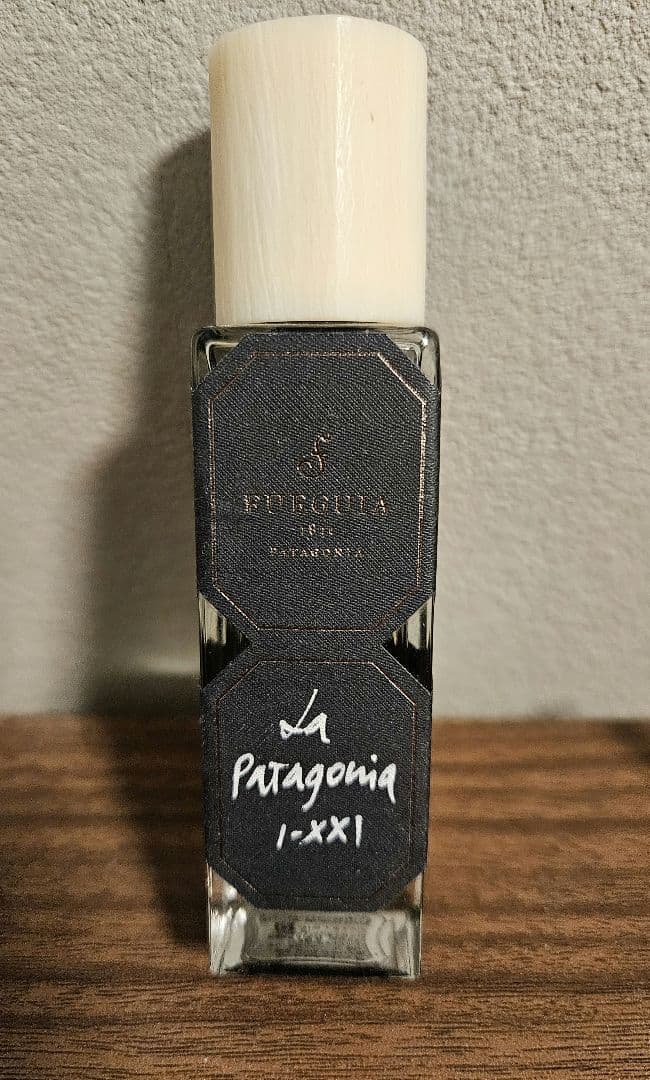 FUEGUIA
1833
PATAGONIA
La
Patagonia
1-XXI